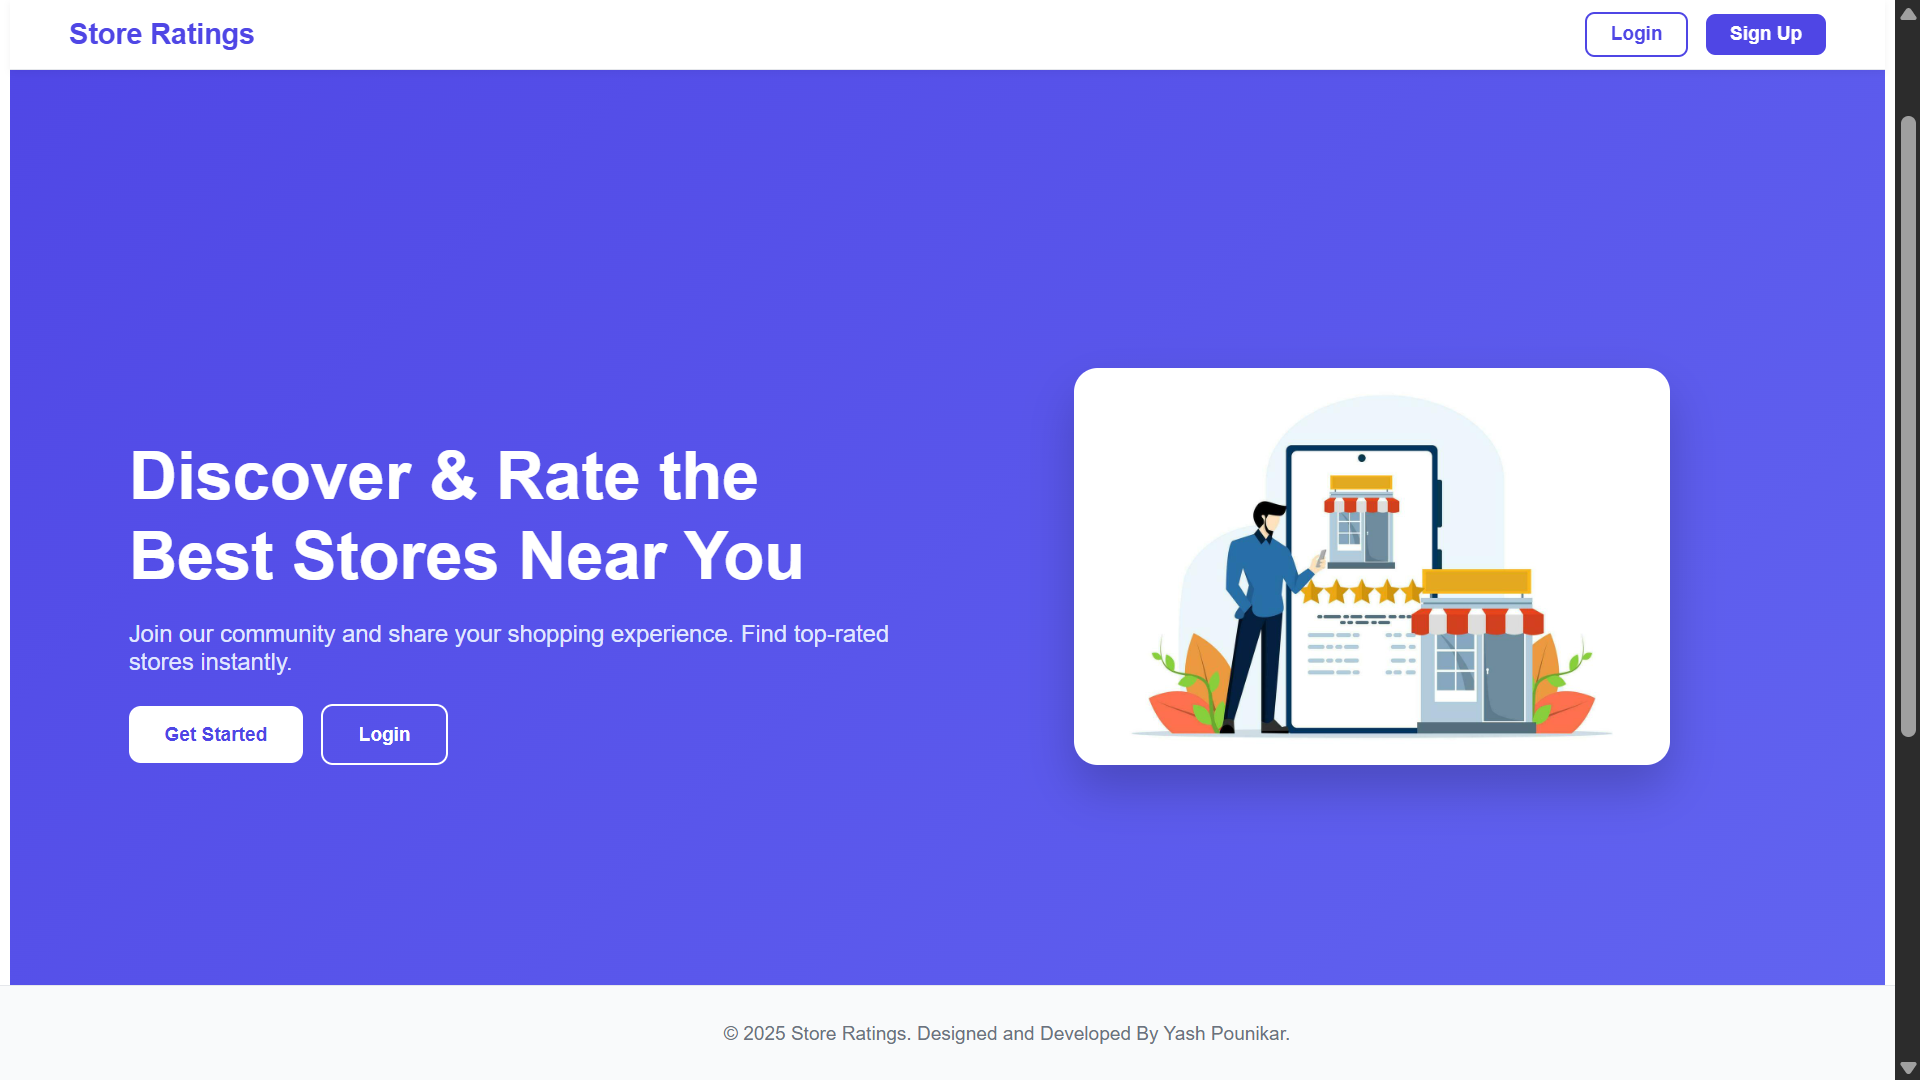 Store Ratings
Login
Sign Up
Discover & Rate the
Best Stores Near You
Join our community and share your shopping experience. Find top-rated
stores instantly.
Get Started
Login
© 2025 Store Ratings. Designed and Developed By Yash Pounikar.